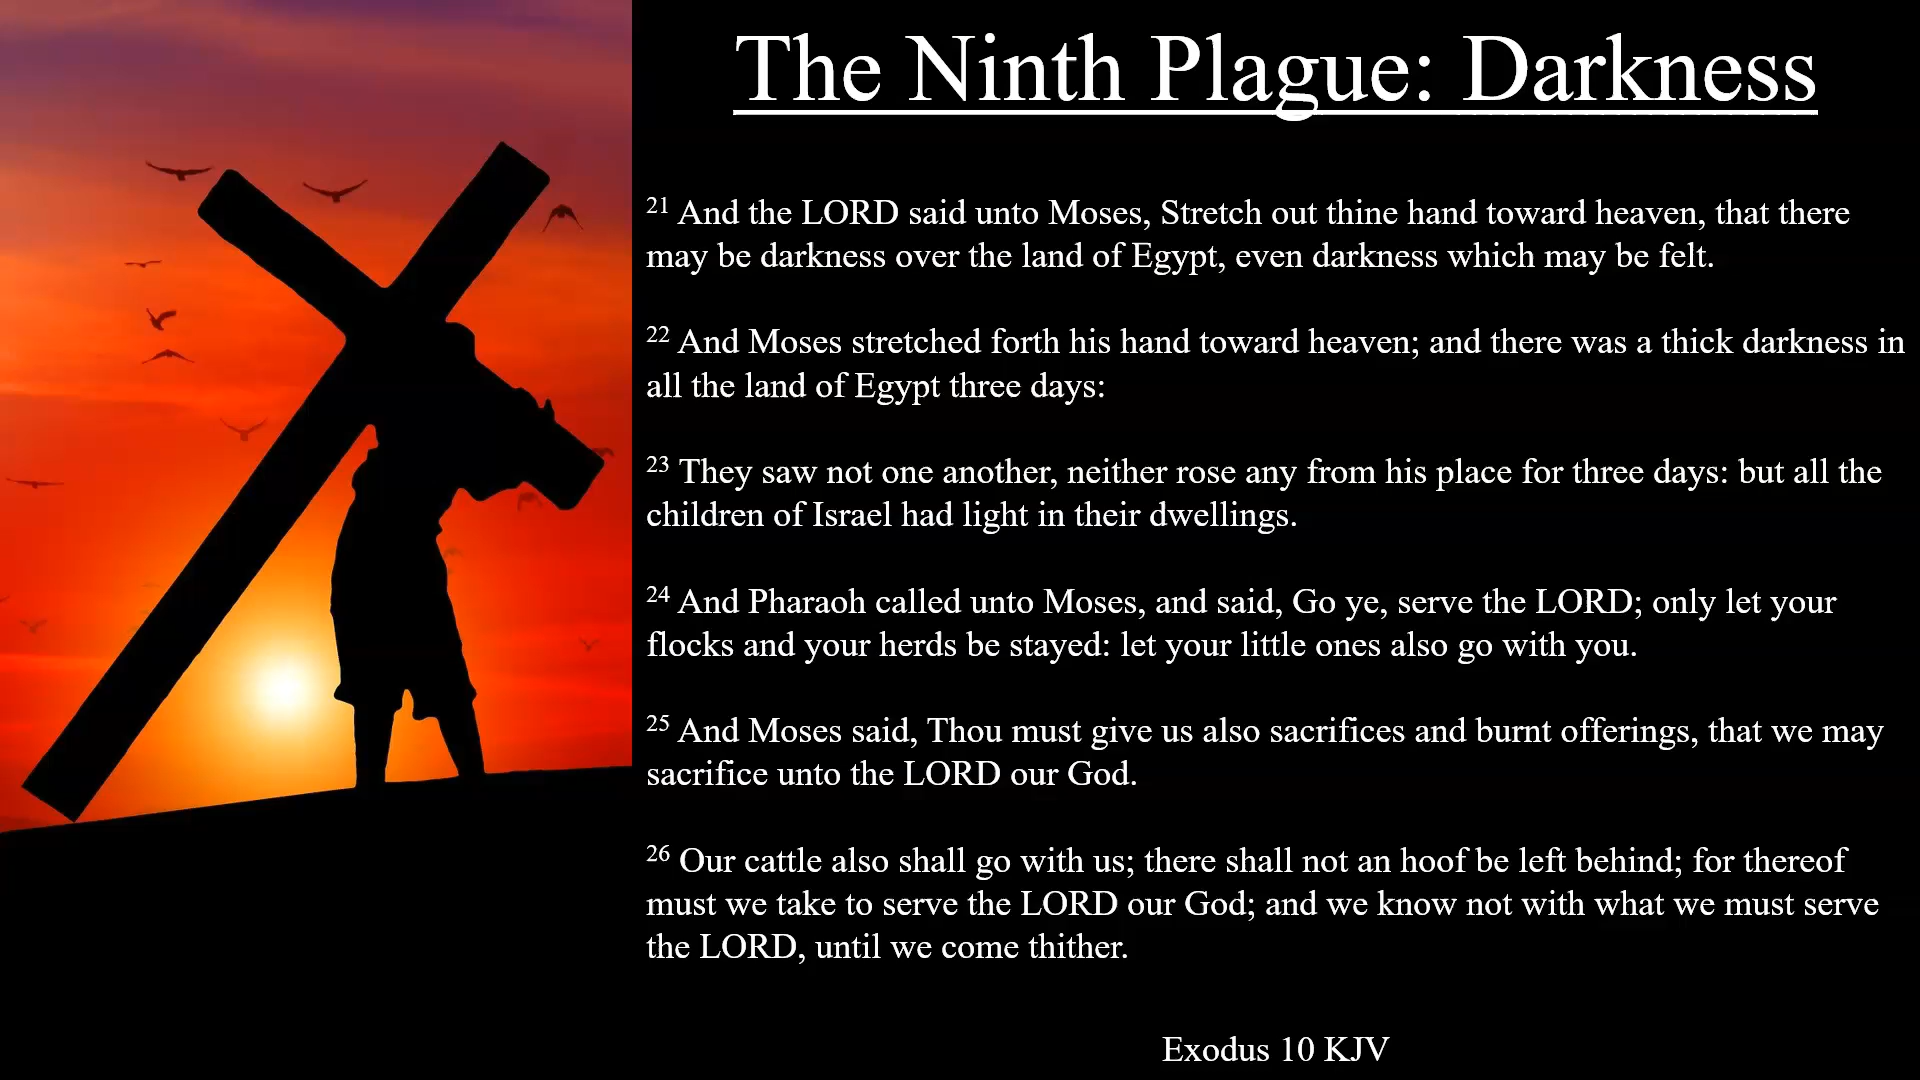 The Ninth Plague: Darkness
21 And the LORD said unto Moses, Stretch out thine hand toward heaven, that there
may be darkness over the land of Egypt, even darkness which may be felt.
22 And Moses stretched forth his hand toward heaven; and there was a thick darkness in
all the land of Egypt three days:
23 They saw not one another, neither rose any from his place for three days: but all the
children of Israel had light in their dwellings.
24 And Pharaoh called unto Moses, and said, Go ye, serve the LORD; only let your
flocks and your herds be stayed: let your little ones also go with you.
25 And Moses said, Thou must give us also sacrifices and burnt offerings, that we may
sacrifice unto the LORD our God.
26 Our cattle also shall go with us; there shall not an hoof be left behind; for thereof
must we take to serve the LORD our God; and we know not with what we must serve
the LORD, until we come thither.
Exodus 10 KJV